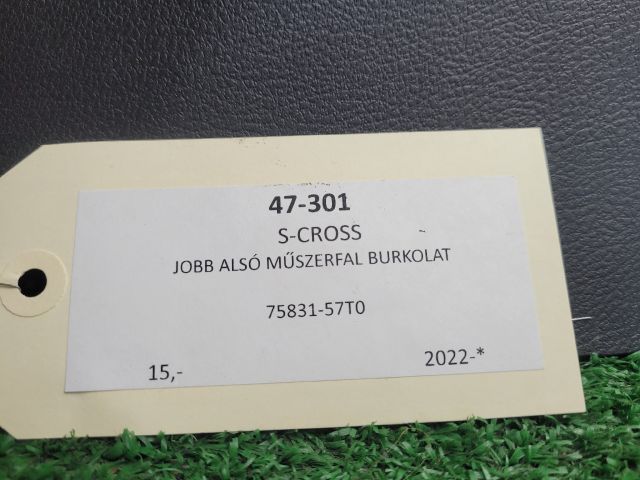 47-301
S-CROSS
JOBB ALSÓ MŰSZERFAL BURKOLAT
75831-57T0
15,- 2022-*